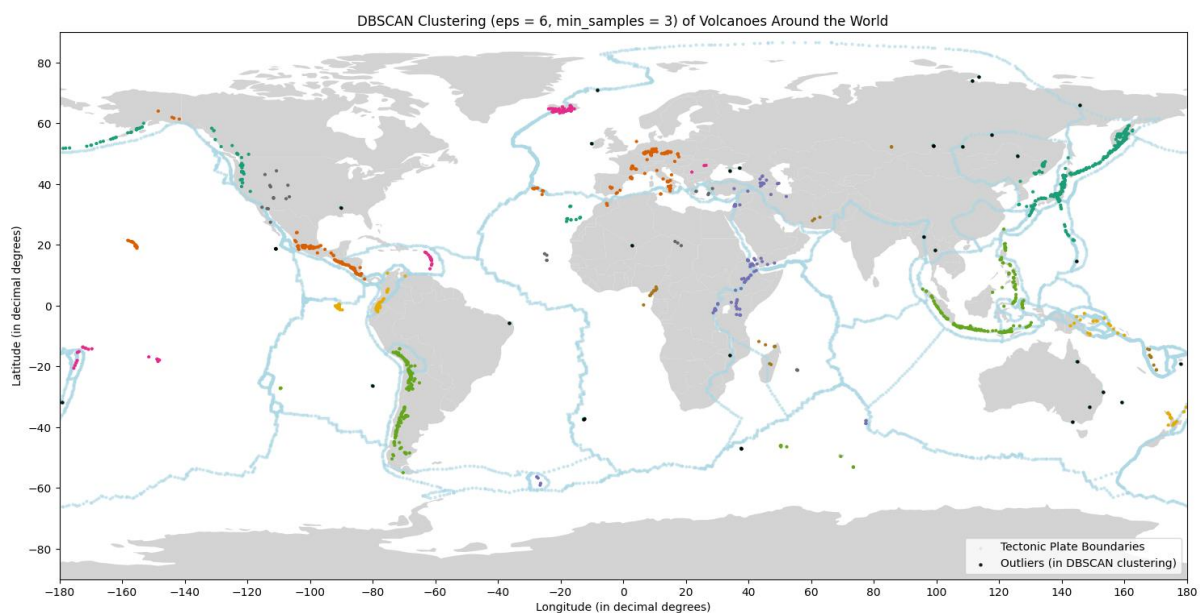 DBSCAN Clustering (eps = 6, min_samples = 3) of Volcanoes Around the World
Latitude (in decimal degrees)
80
60
40
20
0
−20
−40
−60
−80
Tectonic Plate Boundaries
Outliers (in DBSCAN clustering)
−180 −160 −140 −120 −100 −80 −60 −40 −20 0 20 40 60 80 100 120 140 160 180
Longitude (in decimal degrees)